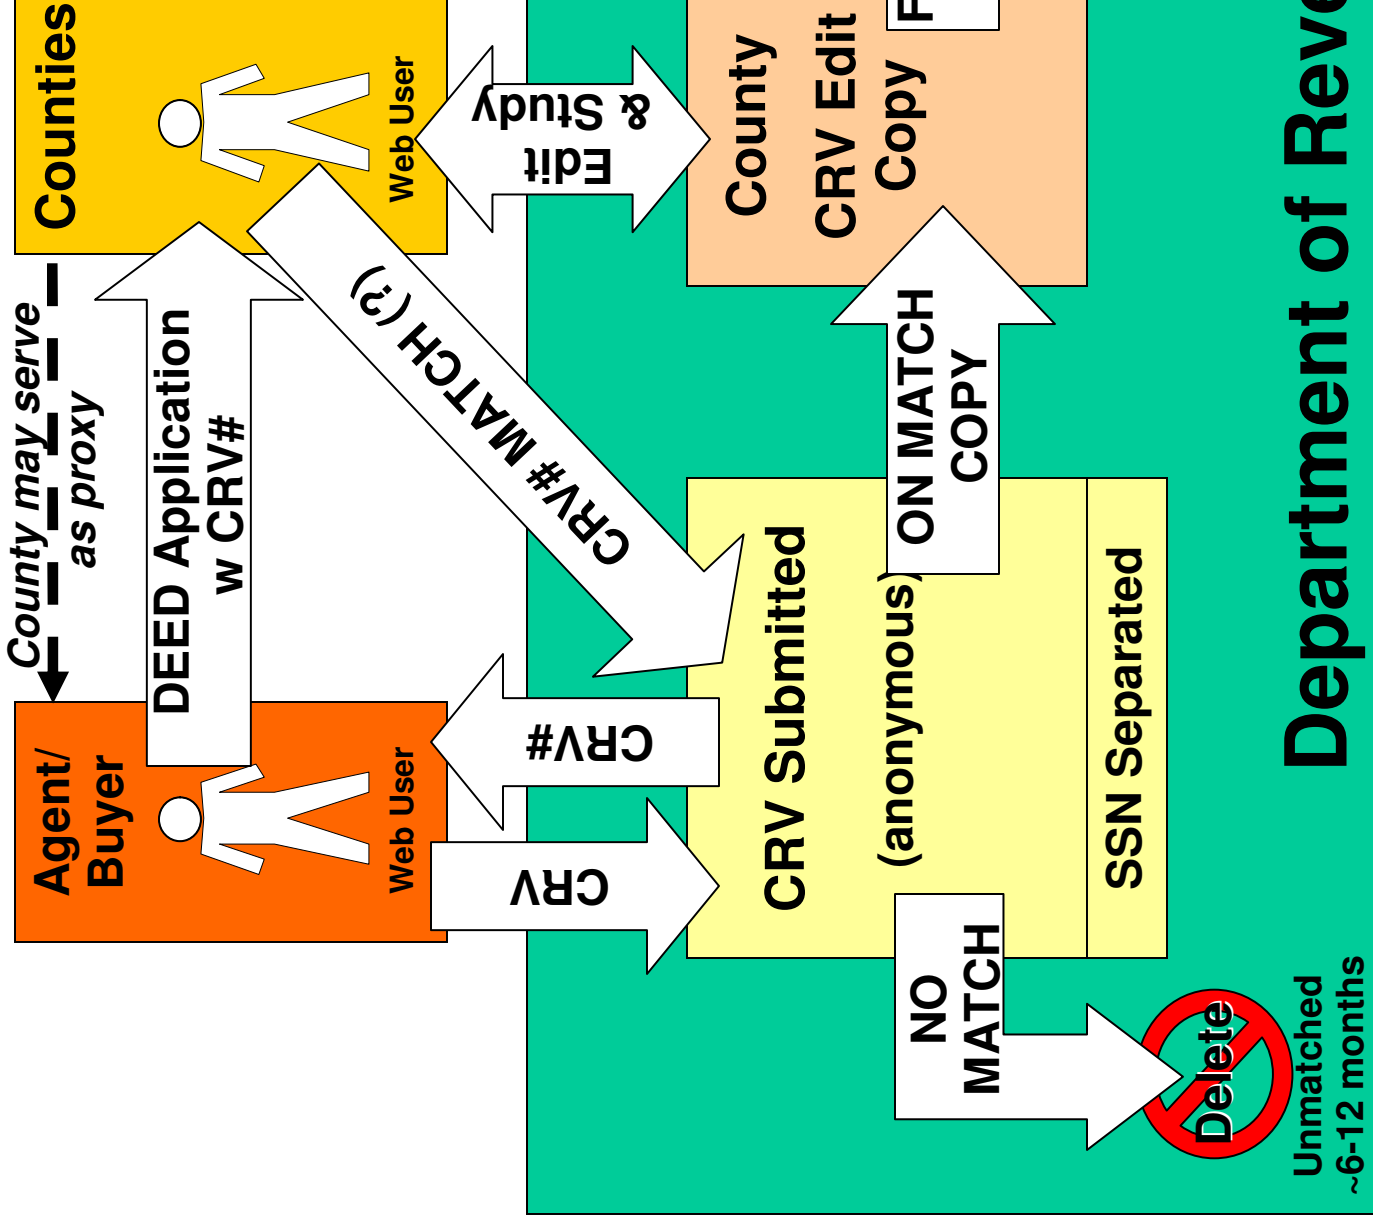 Agent/
Buyer
Web User
County may serve
as proxy
DEED Application
w CRV#
Counties
Web User
CRV
CRV#
CRV# MATCH (?)
Edit
& Study
CRV Submitted
(anonymous)
SSN Separated
NO
MATCH
Delete
Unmatched
~6-12 months
ON MATCH
COPY
County
CRV Edit
Copy
Department of Reve